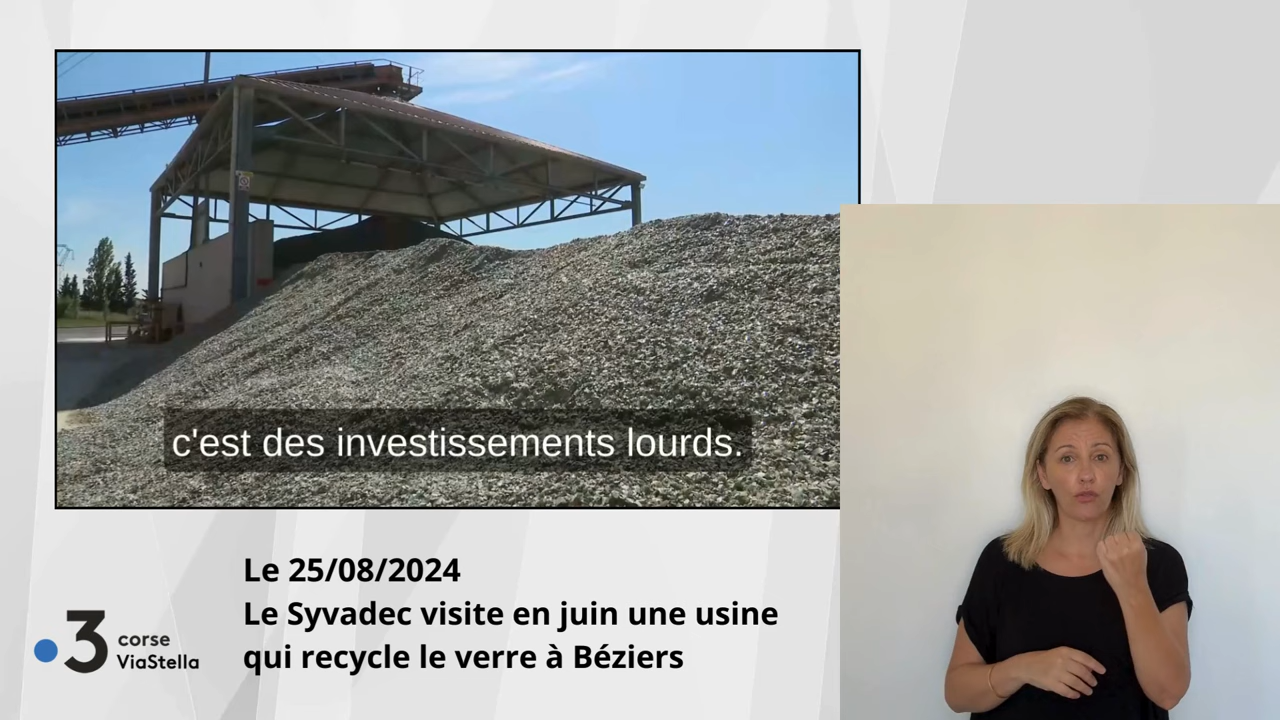 c'est des investissements lourds.
Le 25/08/2024
Le Syvadec visite en juin une usine
qui recycle le verre à Béziers
3 corse
ViaStella